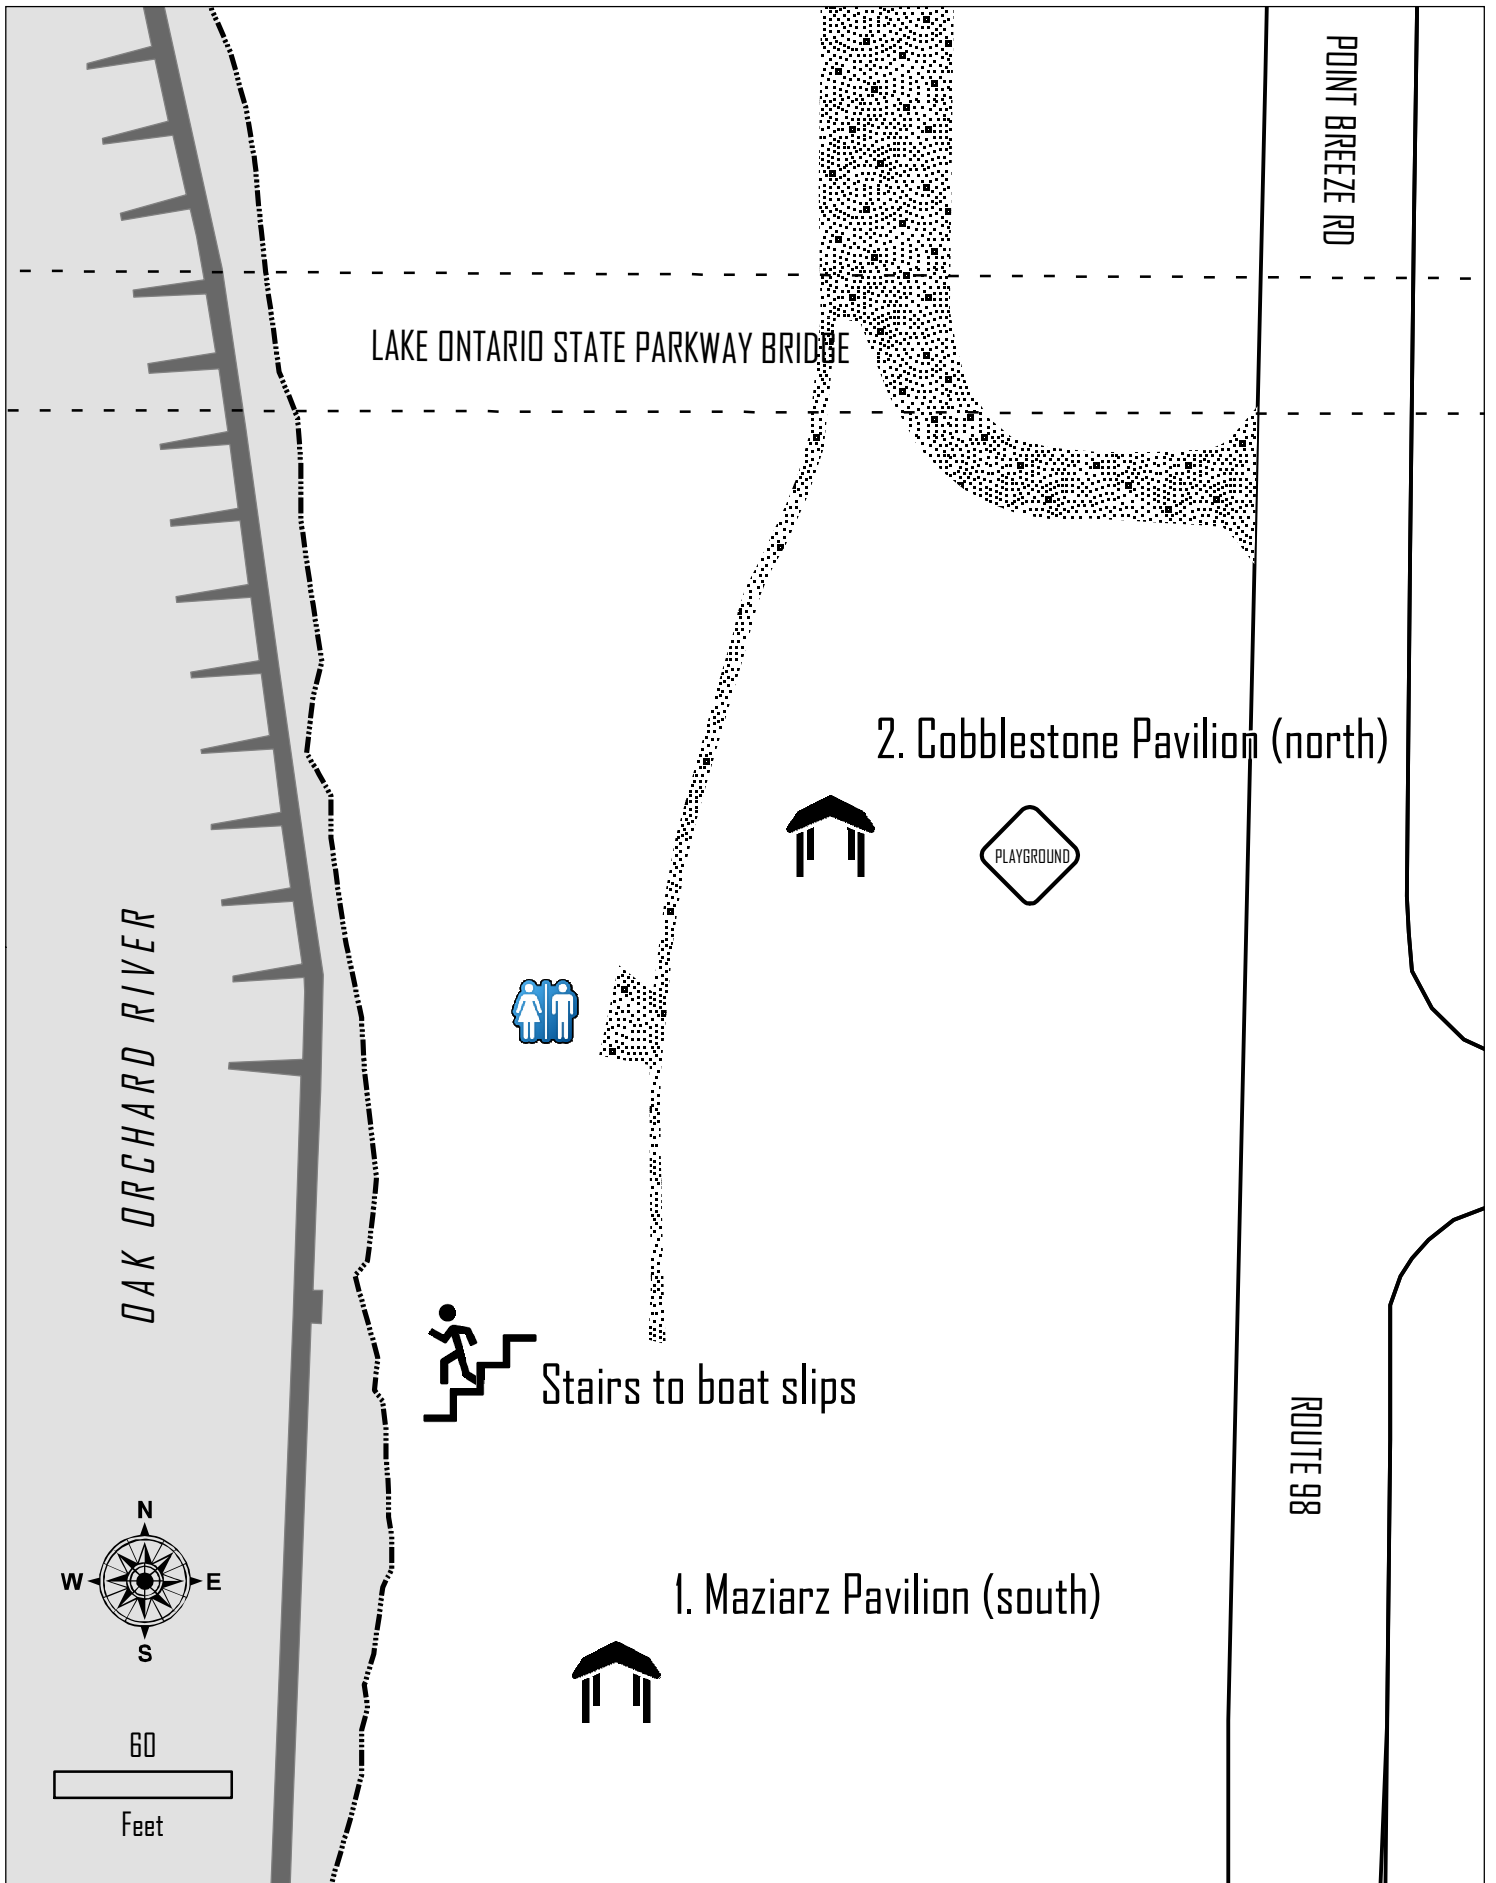 POINT BREEZE RD
LAKE ONTARIO STATE PARKWAY BRIDGE
2. Cobblestone Pavilion (north)
PLAYGROUND
OAK ORCHARD RIVER
Stairs to boat slips
ROUTE 98
N
W E
S
1. Maziarz Pavilion (south)
60
Feet